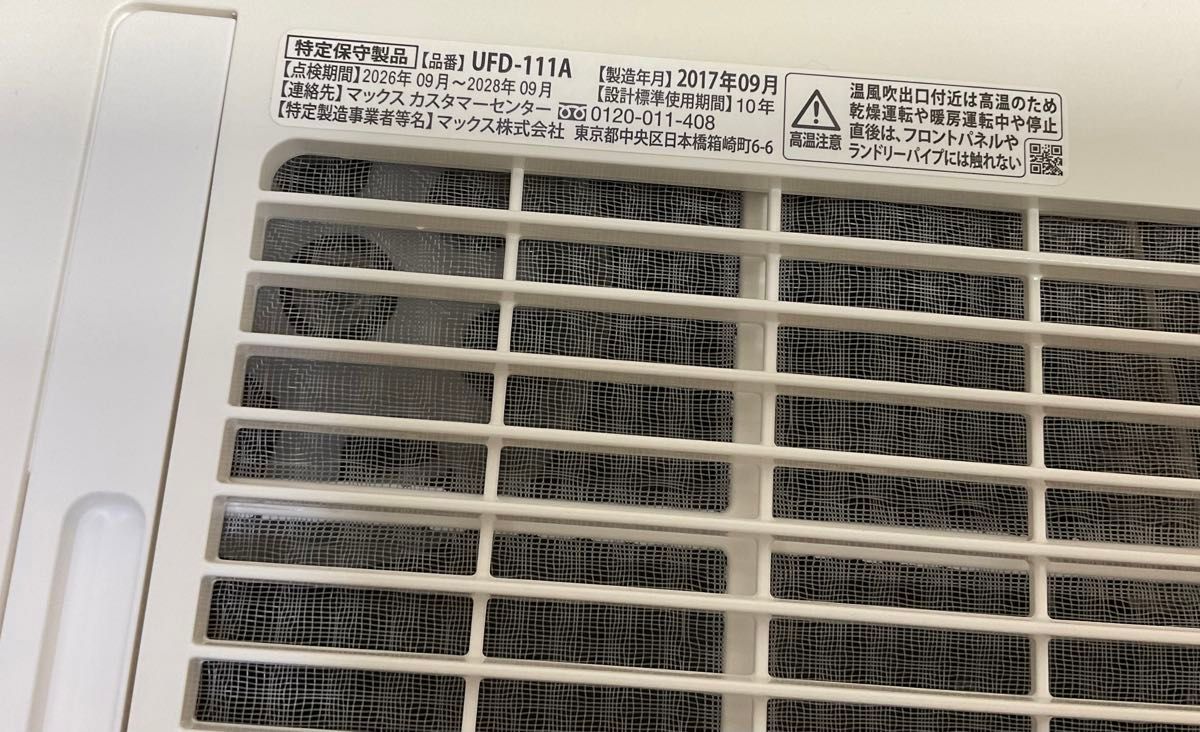 特定保守製品 【品番】 UFD-111A 【製造年月】 2017年09月
【点検期間】 2026年 09月～2028年 09月 【設計標準使用期間】 10年
【連絡先】 マックス カスタマーセンター 0120-011-408
【特定製造事業者等名】 マックス株式会社 東京都中央区日本橋箱崎町6-6
高温注意
温風吹出口付近は高温のため
乾燥運転や暖房運転中や停止
直後は、フロントパネルや
ランドリーパイプには触れない